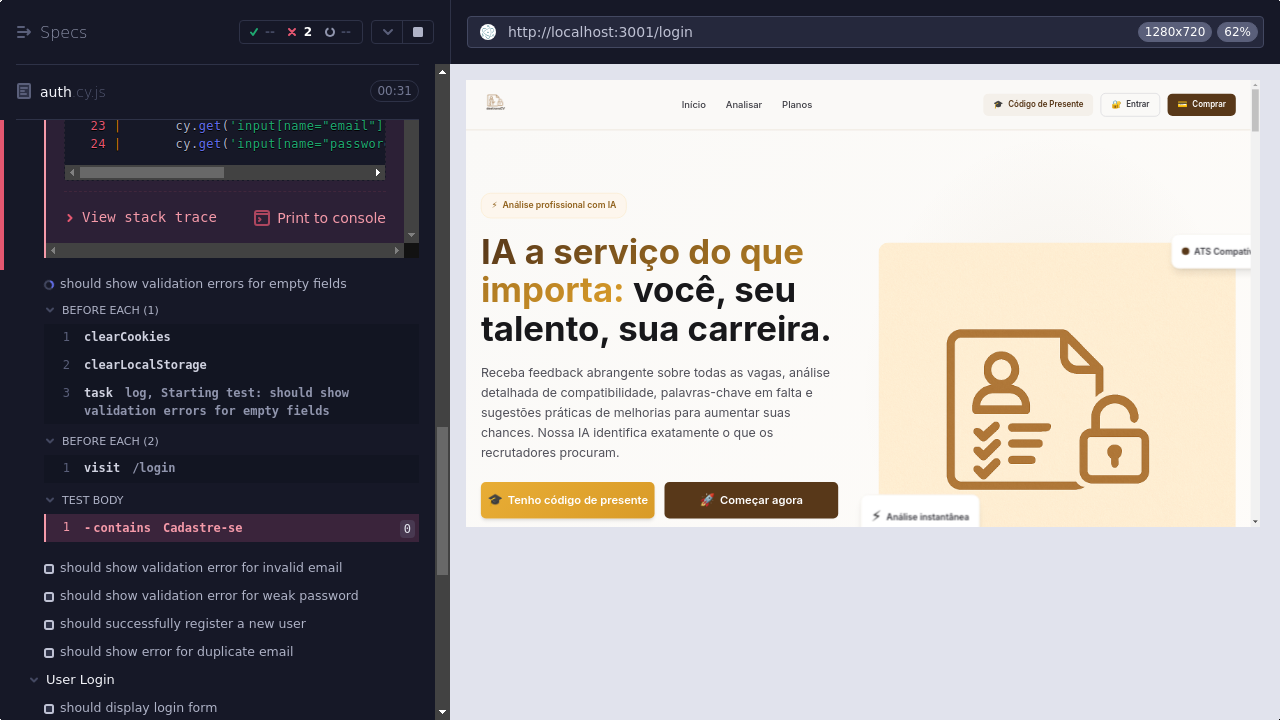 Specs
--
2
--
auth cy.js
00:31
23 | cy.get('input[name="email"]
24 | cy.get('input[name="passwor
View stack trace
Print to console
should show validation errors for empty fields
BEFORE EACH (1)
1 clearCookies
2 clearLocalStorage
3 task log, Starting test: should show
validation errors for empty fields
BEFORE EACH (2)
1 visit /login
TEST BODY
1 -contains Cadastre-se 0
should show validation error for invalid email
should show validation error for weak password
should successfully register a new user
should show error for duplicate email
User Login
should display login form
http://localhost:3001/login
1280x720
62%
Início
Analisar
Planos
Código de Presente
Entrar
Comprar
Análise profissional com IA
IA a serviço do que
importa: você, seu
talento, sua carreira.
Receba feedback abrangente sobre todas as vagas, análise
detalhada de compatibilidade, palavras-chave em falta e
sugestões práticas de melhorias para aumentar suas
chances. Nossa IA identifica exatamente o que os
recrutadores procuram.
Tenho código de presente
Começar agora
ATS Compatív
Análise instantânea